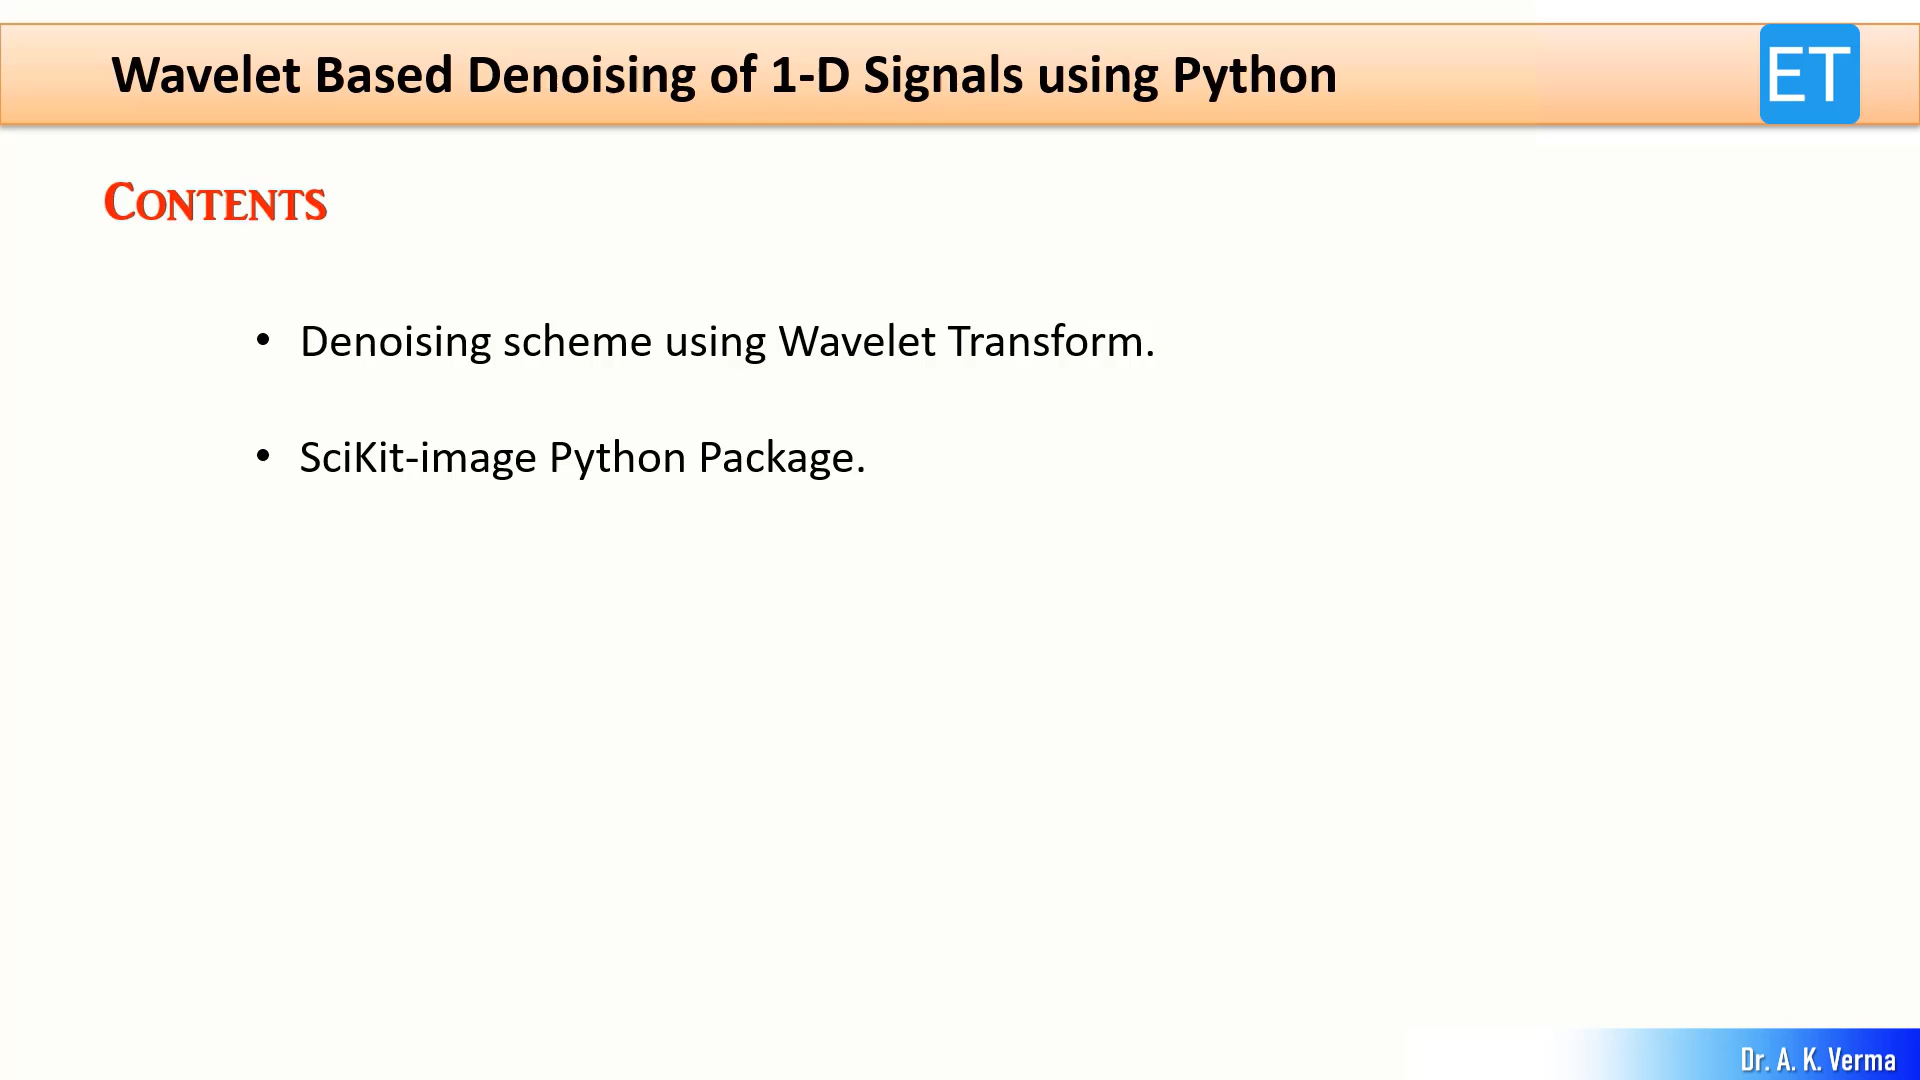 Wavelet Based Denoising of 1-D Signals using Python
ET
CONTENTS
• Denoising scheme using Wavelet Transform.
• SciKit-image Python Package.
Dr. A. K. Verma